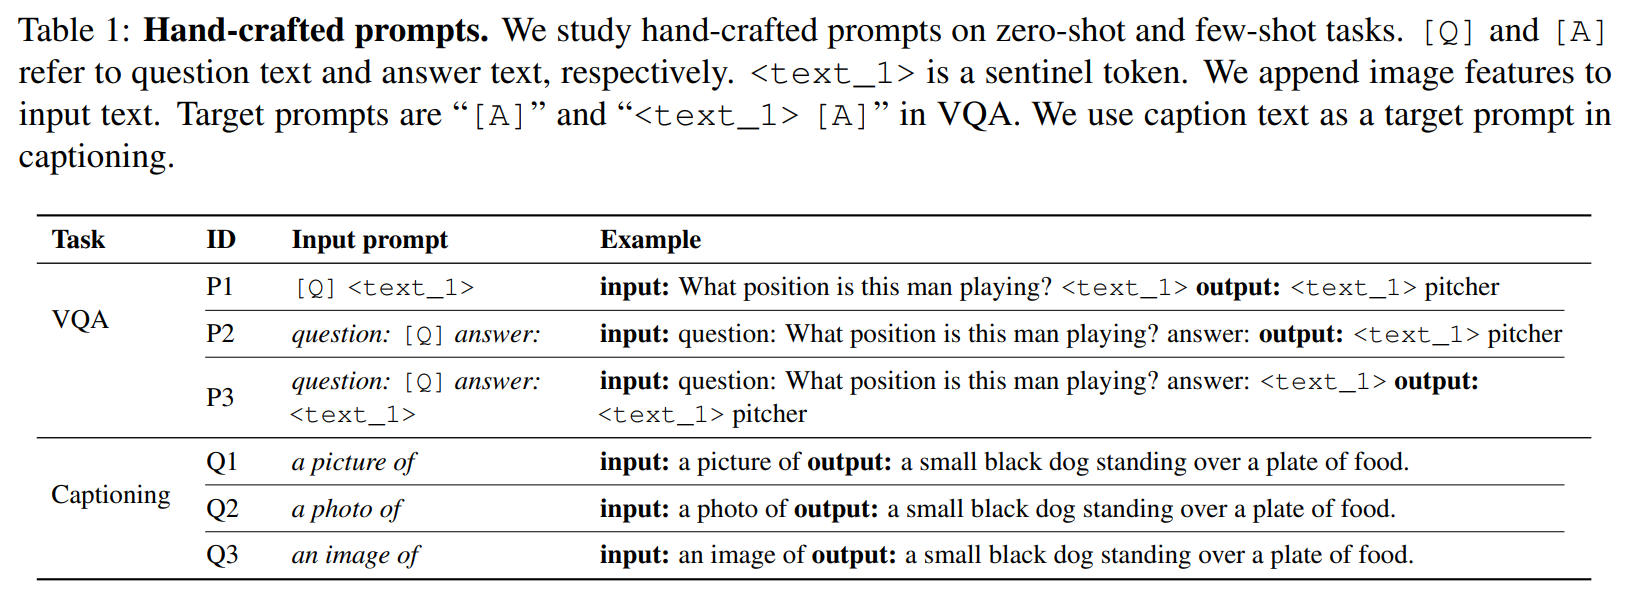 Table 1: Hand-crafted prompts. We study hand-crafted prompts on zero-shot and few-shot tasks. [Q] and [A]
refer to question text and answer text, respectively. <text_1> is a sentinel token. We append image features to
input text. Target prompts are “[A]” and “<text_1> [A]” in VQA. We use caption text as a target prompt in
captioning.
Task ID Input prompt Example
VQA
P1 [Q] <text_1> input: What position is this man playing? <text_1> output: <text_1> pitcher
P2 question: [Q] answer: input: question: What position is this man playing? answer: output: <text_1> pitcher
P3 question: [Q] answer: <text_1> input: question: What position is this man playing? answer: <text_1> output:
<text_1> pitcher
Captioning
Q1 a picture of input: a picture of output: a small black dog standing over a plate of food.
Q2 a photo of input: a photo of output: a small black dog standing over a plate of food.
Q3 an image of input: an image of output: a small black dog standing over a plate of food.